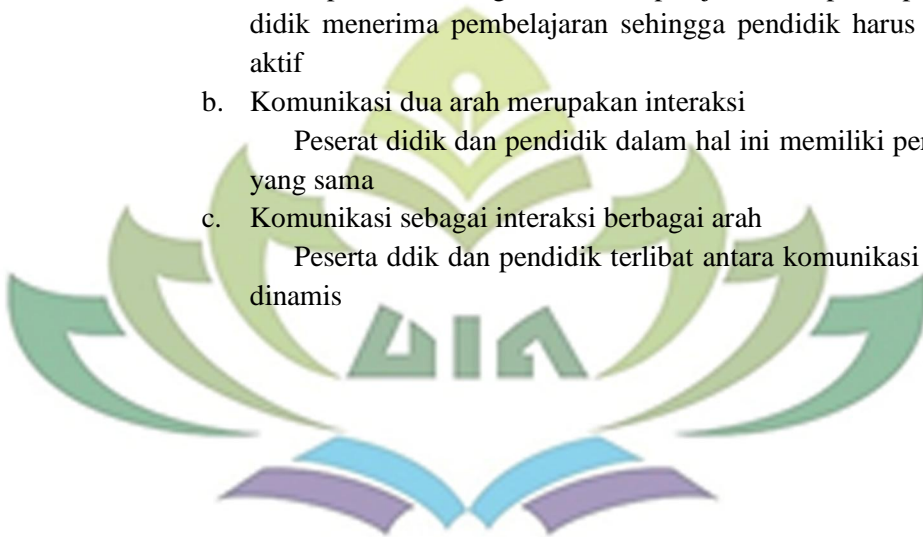 didik menerima pembelajaran sehingga pendidik harus
aktif
b. Komunikasi dua arah merupakan interaksi
Peserat didik dan pendidik dalam hal ini memiliki
yang sama
c. Komunikasi sebagai interaksi berbagai arah
Peserta ddik dan pendidik terlibat antara komunikasi
dinamis
UIN